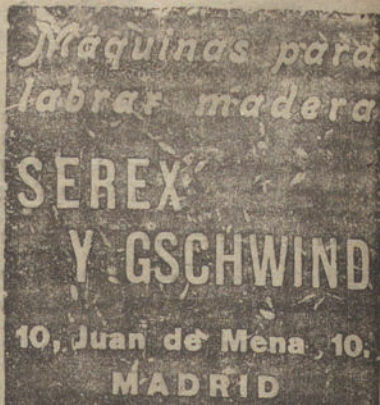 Máquinas para
labrar madera
SEREX
Y GSCHWIND
10, Juan de Mena, 10.
MADRID